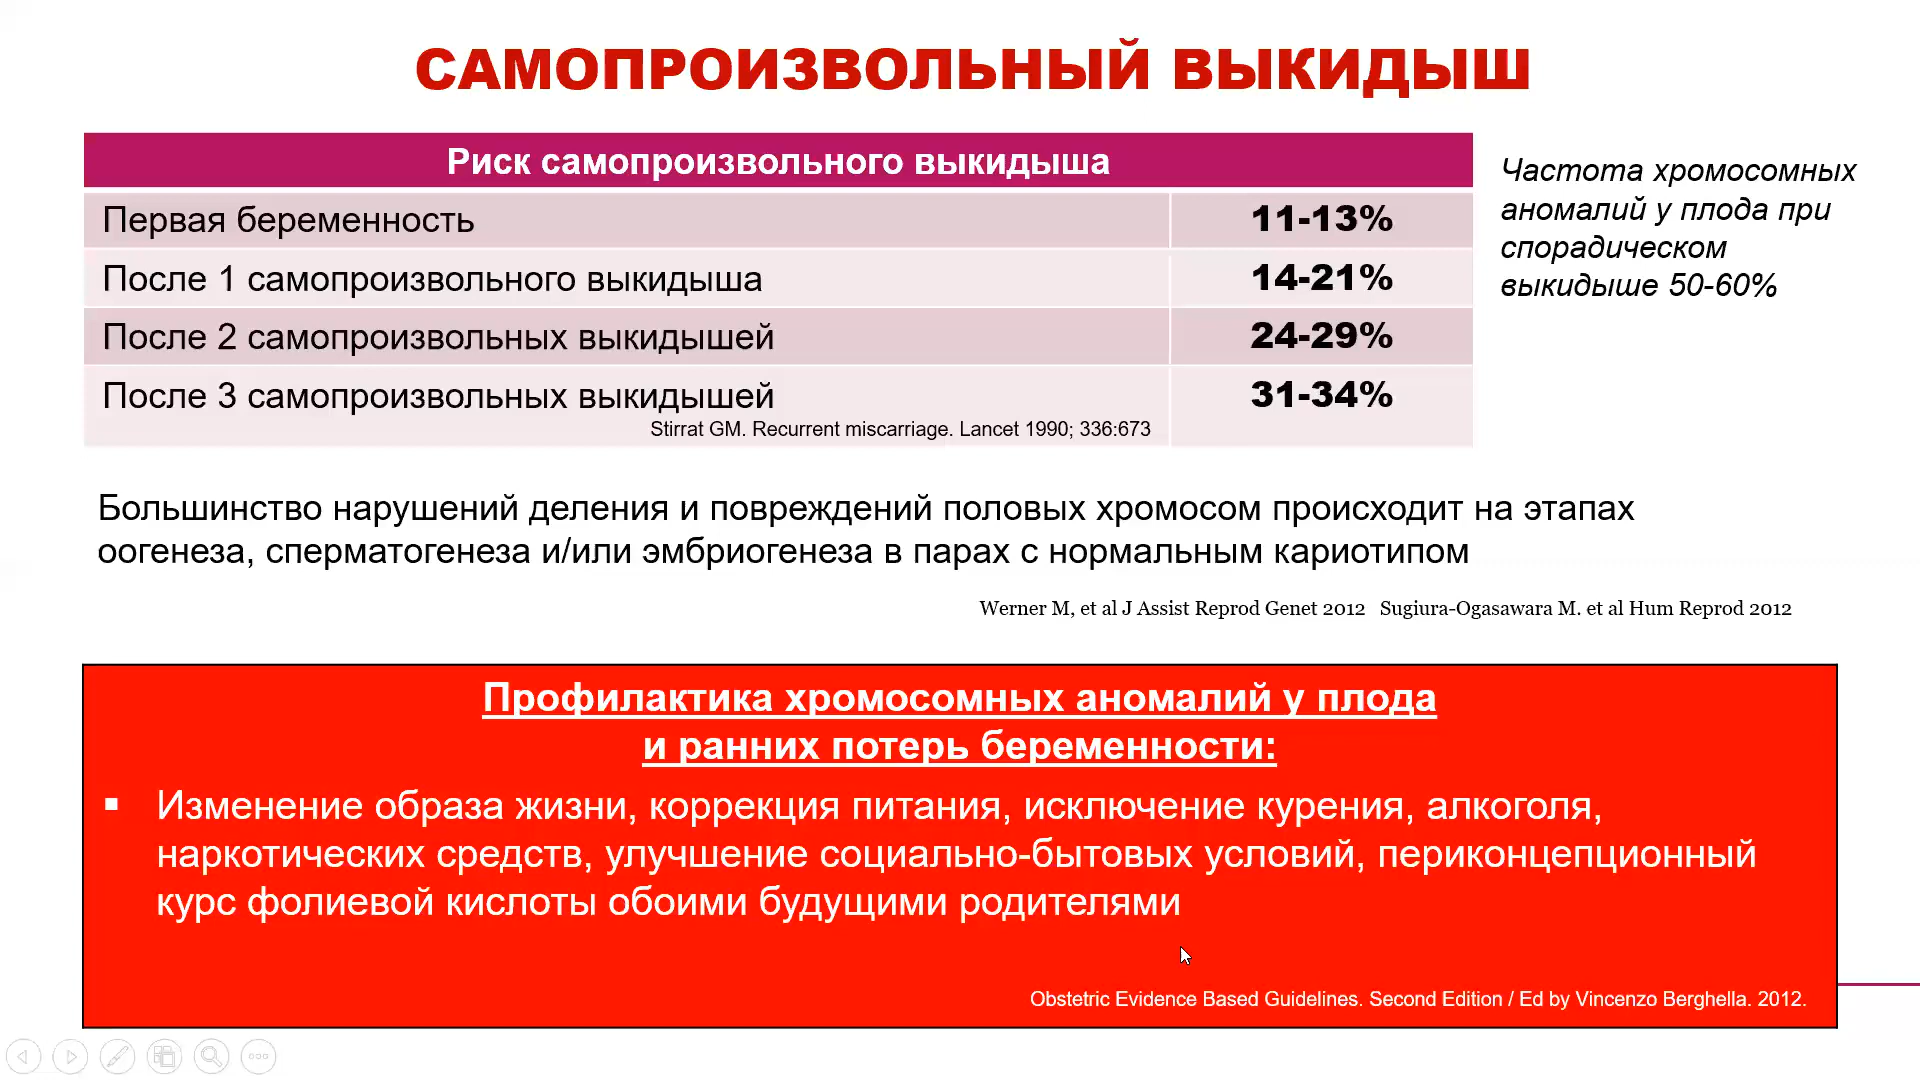 САМОПРОИЗВОЛЬНЫЙ ВЫКИДЫШ
Риск самопроизвольного выкидыша
Первая беременность 11-13%
После 1 самопроизвольного выкидыша 14-21%
После 2 самопроизвольных выкидышей 24-29%
После 3 самопроизвольных выкидышей 31-34%
Stirrat GM. Recurrent miscarriage. Lancet 1990; 336:673
Частота хромосомных
аномалий у плода при
спорадическом
выкидыше 50-60%
Большинство нарушений деления и повреждений половых хромосом происходит на этапах
оогенеза, сперматогенеза и/или эмбриогенеза в парах с нормальным кариотипом
Werner M, et al J Assist Reprod Genet 2012 Sugiura-Ogasawara M. et al Hum Reprod 2012
Профилактика хромосомных аномалий у плода
и ранних потерь беременности:
▪ Изменение образа жизни, коррекция питания, исключение курения, алкоголя,
наркотических средств, улучшение социально-бытовых условий, периконцепционный
курс фолиевой кислоты обоими будущими родителями
Obstetric Evidence Based Guidelines. Second Edition / Ed by Vincenzo Berghella. 2012.